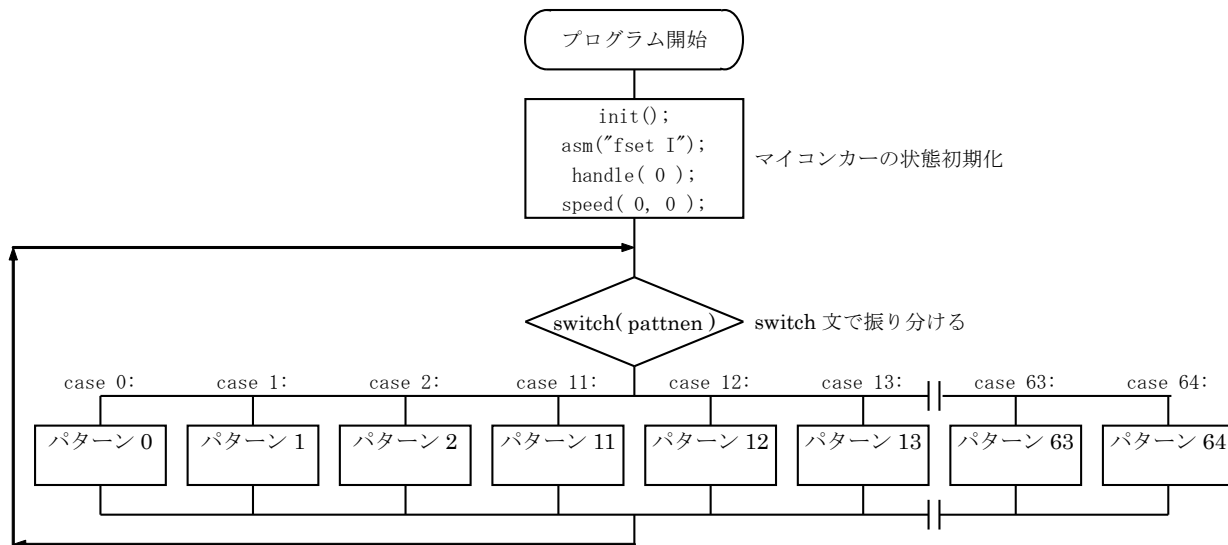 プログラム開始
init();
asm("fset I");
handle( 0 );
speed( 0, 0 );
マイコンカーの状態初期化
switch( pattnen )
switch 文で振り分ける
case 0:
case 1:
case 2:
case 11:
case 12:
case 13:
case 63:
case 64:
パターン 0
パターン 1
パターン 2
パターン 11
パターン 12
パターン 13
パターン 63
パターン 64